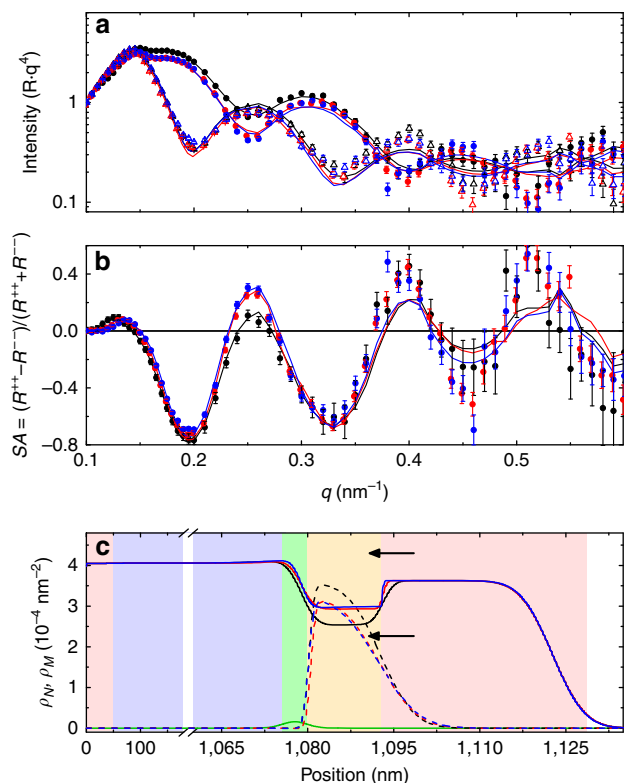 a
Intensity (R·q⁴)
1
0.1
b
SA = (R⁺⁺−R⁻⁻)/(R⁺⁺+R⁻⁻)
0.4
0.0
−0.4
−0.8
0.1 0.2 0.3 0.4 0.5
q (nm⁻¹)
c
ρN, ρM (10⁻⁴ nm⁻²)
4
3
2
1
0
0 100 1,065 1,080 1,095 1,110 1,125
Position (nm)